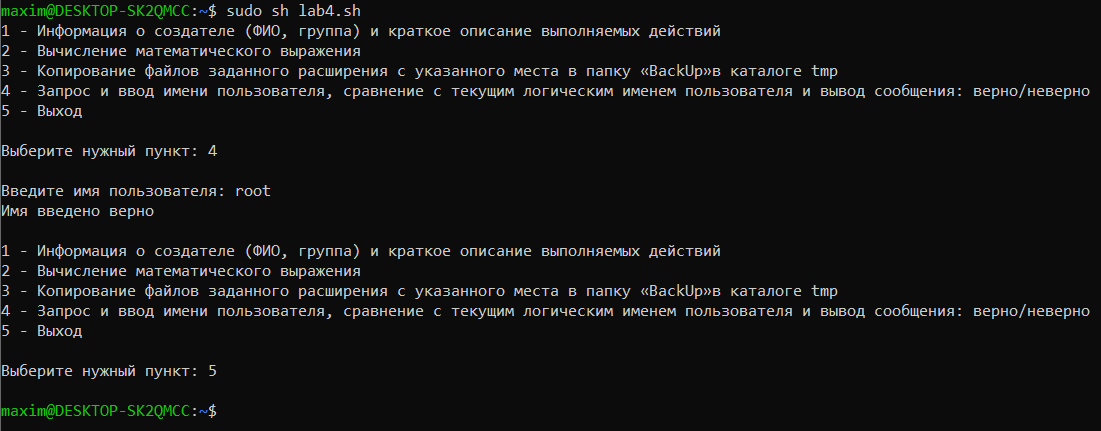 maxim@DESKTOP-SK2QMCC:~$ sudo sh lab4.sh
1 - Информация о создателе (ФИО, группа) и краткое описание выполняемых действий
2 - Вычисление математического выражения
3 - Копирование файлов заданного расширения с указанного места в папку «BackUp»в каталоге tmp
4 - Запрос и ввод имени пользователя, сравнение с текущим логическим именем пользователя и вывод сообщения: верно/неверно
5 - Выход
Выберите нужный пункт: 4
Введите имя пользователя: root
Имя введено верно
1 - Информация о создателе (ФИО, группа) и краткое описание выполняемых действий
2 - Вычисление математического выражения
3 - Копирование файлов заданного расширения с указанного места в папку «BackUp»в каталоге tmp
4 - Запрос и ввод имени пользователя, сравнение с текущим логическим именем пользователя и вывод сообщения: верно/неверно
5 - Выход
Выберите нужный пункт: 5
maxim@DESKTOP-SK2QMCC:~$